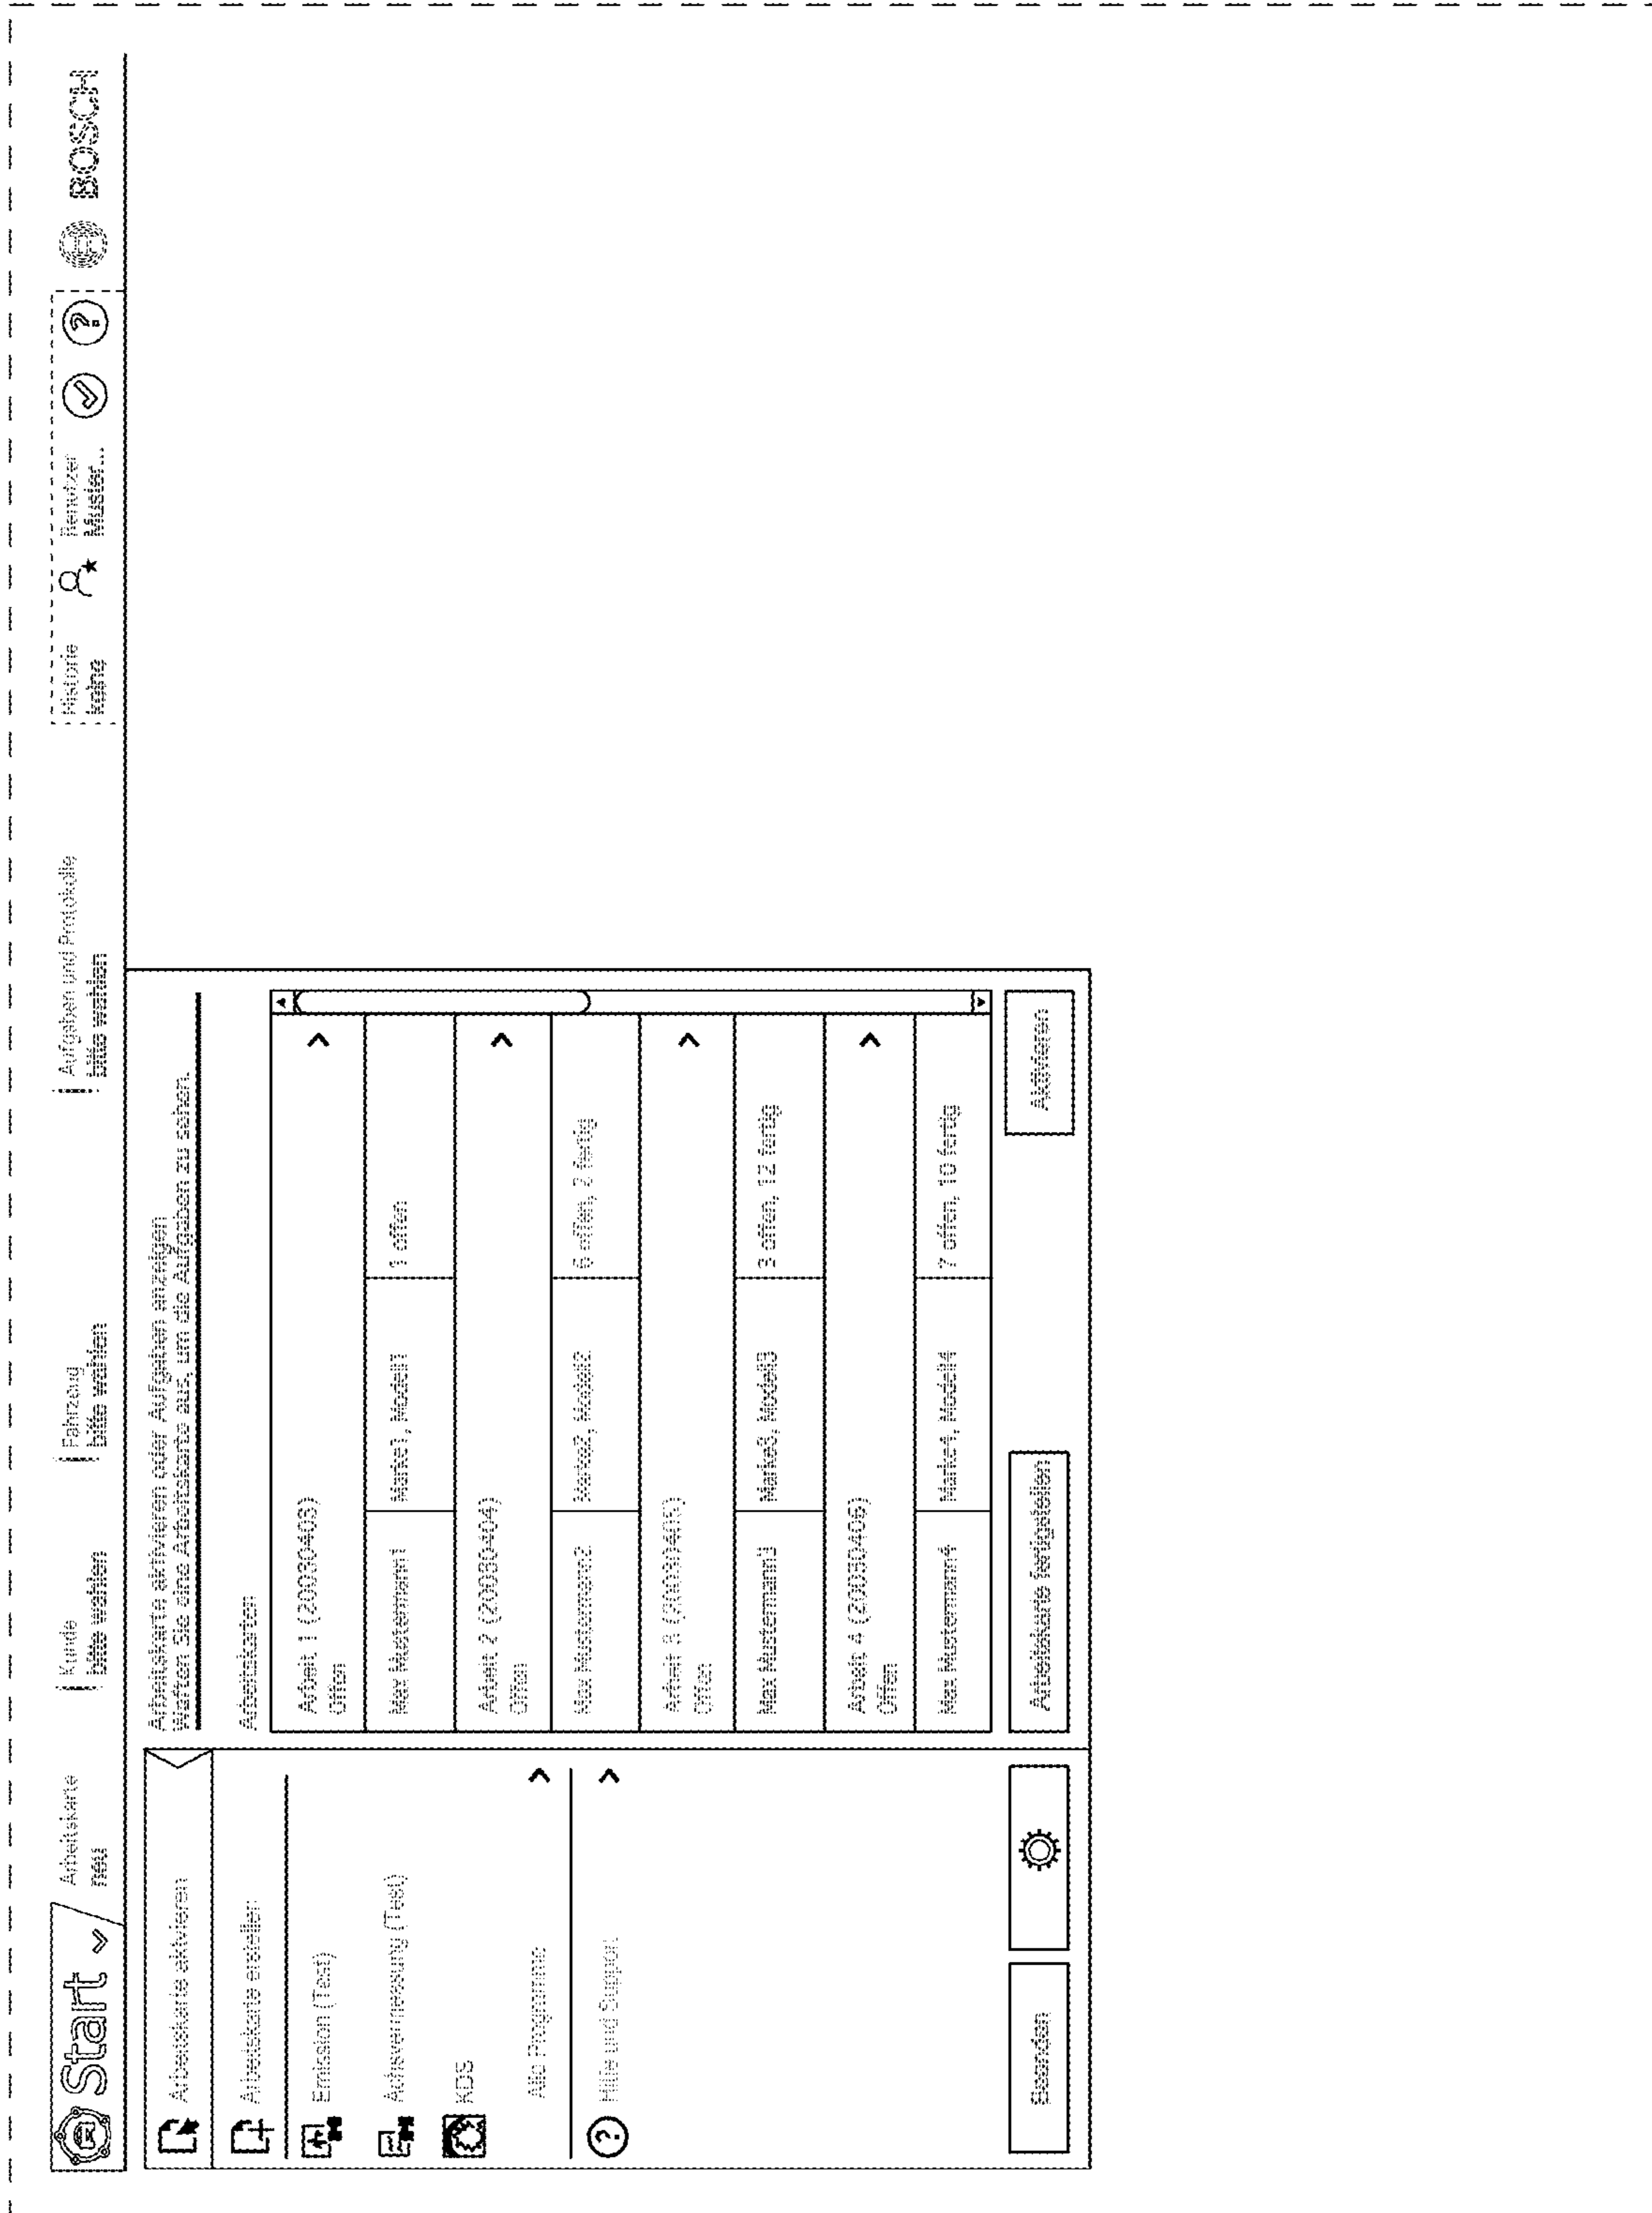 Start
Arbeitskarte
neu
Kunde
bitte wählen
Fahrzeug
bitte wählen
Aufgaben und Protokolle
bitte wählen
Historie
keine
Benutzer
Muster...
BOSCH
Arbeitskarte aktivieren
Arbeitskarte erstellen
Emission (Test)
Achsvermessung (Test)
KDS
Alle Programme
Hilfe und Support
Beenden
Arbeitskarte aktivieren oder Aufgaben anzeigen
Wählen Sie eine Arbeitskarte aus, um die Aufgaben zu sehen.
Arbeitskarten
Arbeit 1 (20030403)
Offen
Max Mustermann1 Marke1, Modell1 1 offen
Arbeit 2 (20030404)
Offen
Max Mustermann2 Marke2, Modell2 6 offen, 2 fertig
Arbeit 3 (20030405)
Offen
Max Mustermann3 Marke3, Modell3 3 offen, 12 fertig
Arbeit 4 (20030406)
Offen
Max Mustermann4 Marke4, Modell4 7 offen, 10 fertig
Arbeitskarte fertigstellen
Aktivieren